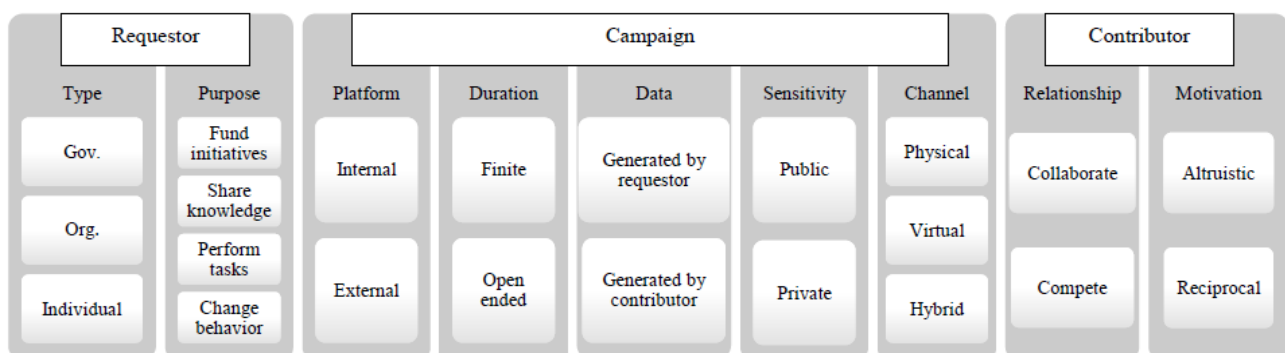 Requestor
Campaign
Contributor
Type
Purpose
Platform
Duration
Data
Sensitivity
Channel
Relationship
Motivation
Gov.
Org.
Individual
Fund
initiatives
Share
knowledge
Perform
tasks
Change
behavior
Internal
External
Finite
Open
ended
Generated by
requestor
Generated by
contributor
Public
Private
Physical
Virtual
Hybrid
Collaborate
Compete
Altruistic
Reciprocal